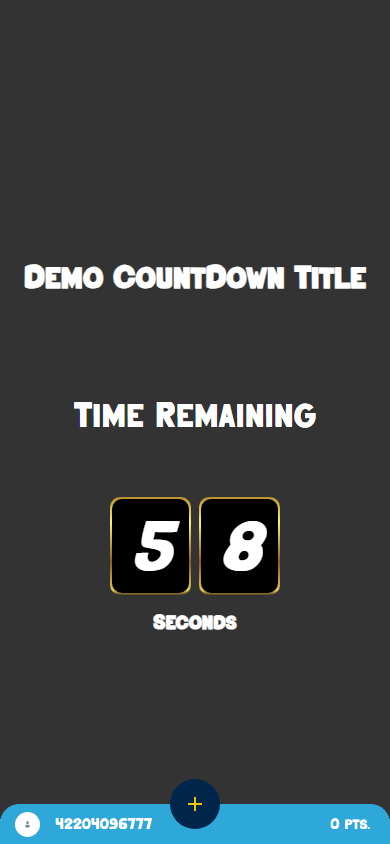 Demo CountDown Title
Time Remaining
5 8
Seconds
42204096777
0 pts.